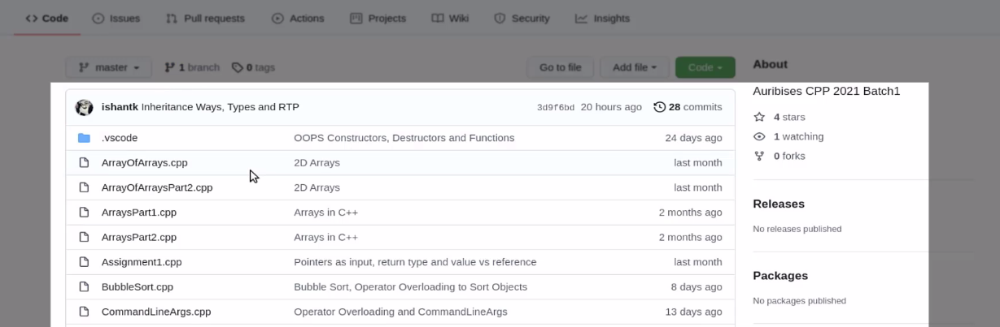 Code Issues Pull requests Actions Projects Wiki Security Insights
master 1 branch 0 tags Go to file Add file Code
About
Auribises CPP 2021 Batch1
ishantk Inheritance Ways, Types and RTP 3d9f6bd 20 hours ago 28 commits
4 stars
.vscode OOPS Constructors, Destructors and Functions 24 days ago
1 watching
ArrayOfArrays.cpp 2D Arrays last month
0 forks
ArrayOfArraysPart2.cpp 2D Arrays last month
Releases
ArraysPart1.cpp Arrays in C++ 2 months ago
No releases published
ArraysPart2.cpp Arrays in C++ 2 months ago
Assignment1.cpp Pointers as input, return type and value vs reference last month
Packages
BubbleSort.cpp Bubble Sort, Operator Overloading to Sort Objects 8 days ago
No packages published
CommandLineArgs.cpp Operator Overloading and CommandLineArgs 13 days ago